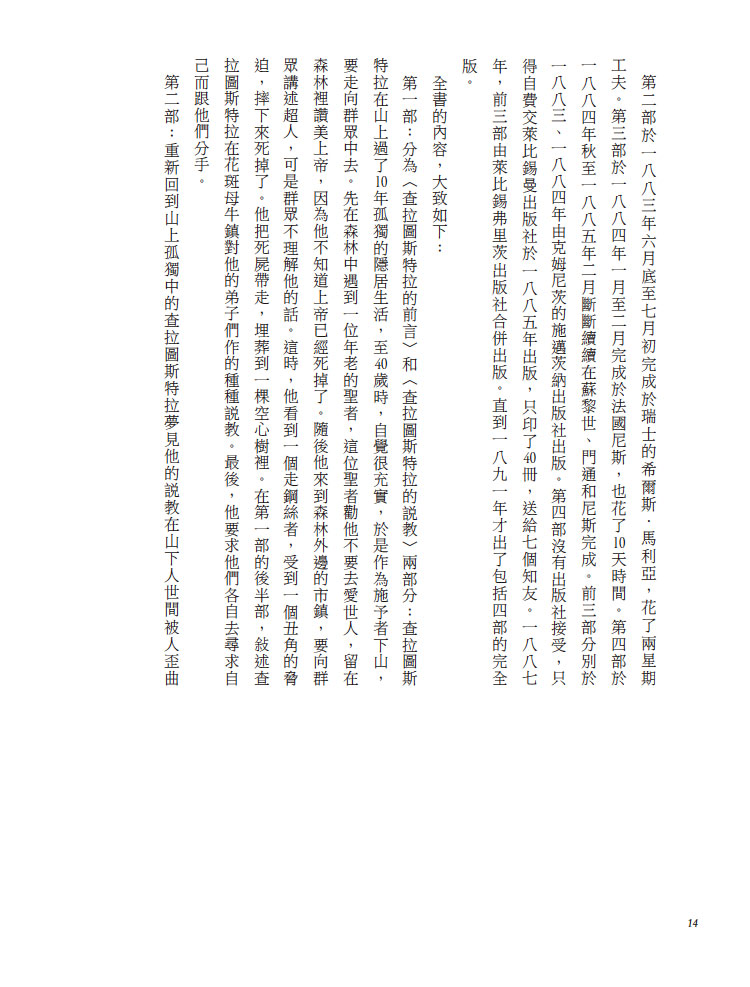 第二部於一八八三年六月底至七月初完成於瑞士的希爾斯．馬利亞，花了兩星期
工夫。第三部於一八八四年一月至二月完成於法國尼斯，也花了10天時間。第四部於
一八八四年秋至一八八五年二月斷斷續續在蘇黎世、門通和尼斯完成。前三部分別於
一八八三、一八八四年由克姆尼茨的施邁茨納出版社出版。第四部沒有出版社接受，只
得自費交萊比錫曼出版社於一八八五年出版，只印了40冊，送給七個知友。一八八七
年，前三部由萊比錫弗里茨出版社合併出版。直到一八九一年才出了包括四部的完全
版。
全書的內容，大致如下：
第一部：分為〈查拉圖斯特拉的前言〉和〈查拉圖斯特拉的說教〉兩部分：查拉圖斯
特拉在山上過了10年孤獨的隱居生活，至40歲時，自覺很充實，於是作為施予者下山，
要走向群眾中去。先在森林中遇到一位年老的聖者，這位聖者勸他不要去愛世人，留在
森林裡讚美上帝，因為他不知道上帝已經死掉了。隨後他來到森林外邊的市鎮，要向群
眾講述超人，可是群眾不理解他的話。這時，他看到一個走鋼絲者，受到一個丑角的脅
迫，摔下來死掉了。他把死屍帶走，埋葬到一棵空心樹裡。在第一部的後半部，敍述查
拉圖斯特拉在花斑母牛鎮對他的弟子們作的種種說教。最後，他要求他們各自去尋求自
己而跟他們分手。
第二部：重新回到山上孤獨中的查拉圖斯特拉夢見他的說教在山下人世間被人歪曲
14